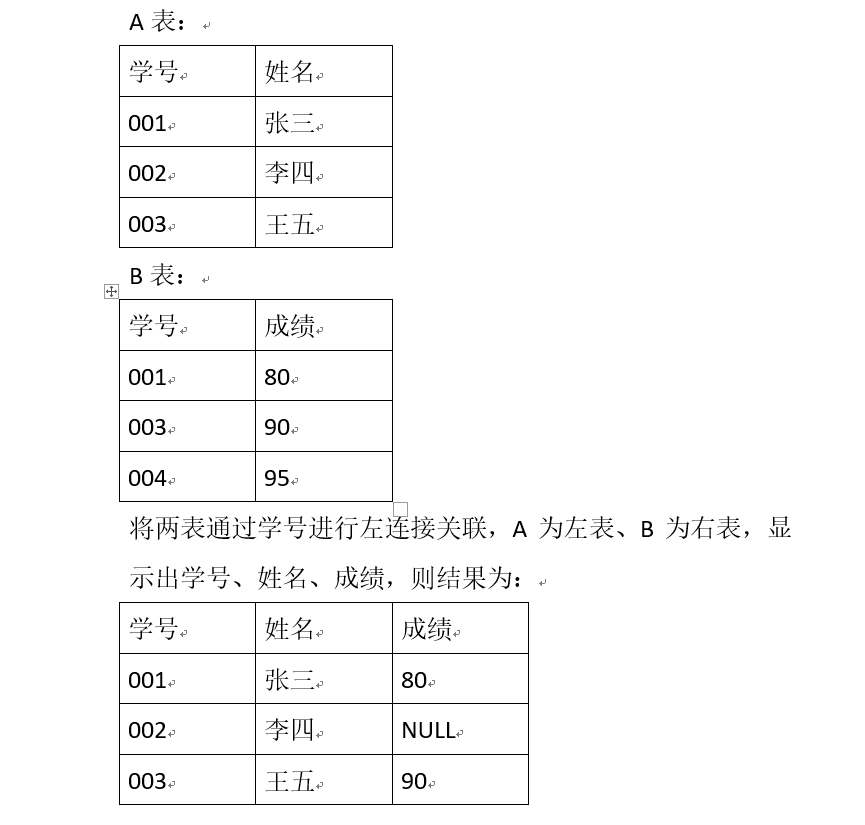 A 表：
学号 姓名
001 张三
002 李四
003 王五
B 表：
学号 成绩
001 80
003 90
004 95
将两表通过学号进行左连接关联，A 为左表、B 为右表，显
示出学号、姓名、成绩，则结果为：
学号 姓名 成绩
001 张三 80
002 李四 NULL
003 王五 90